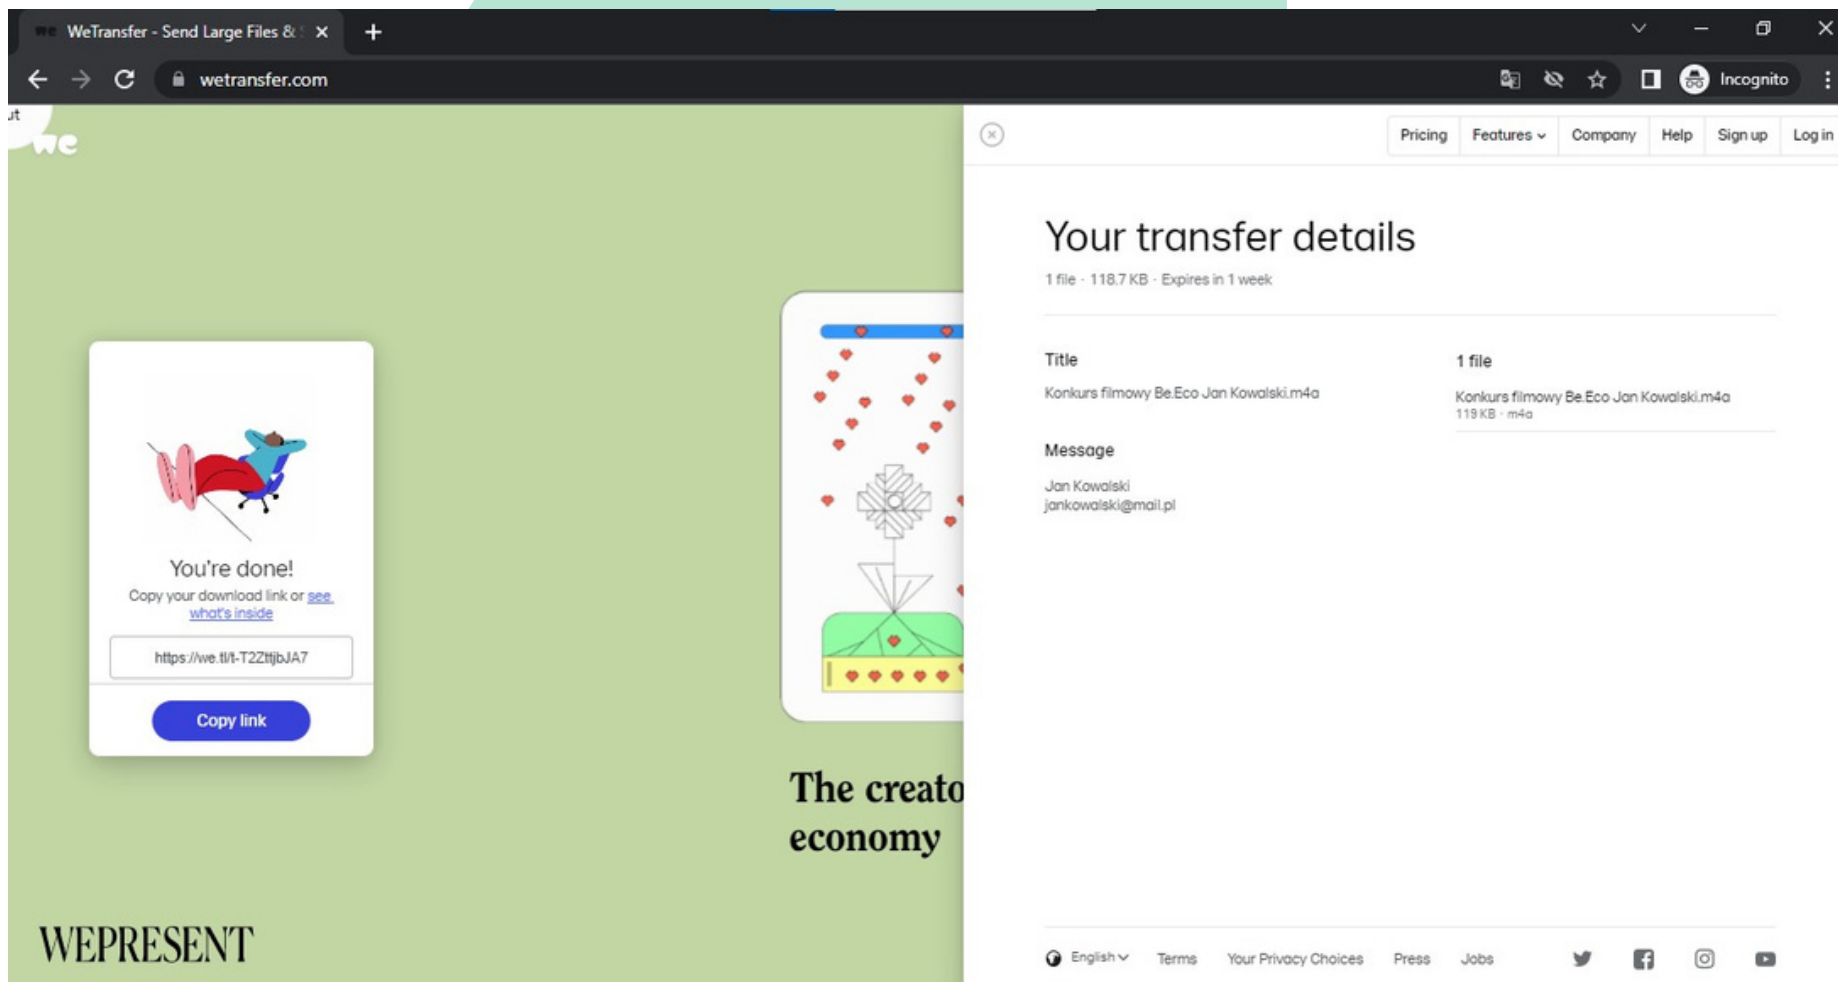 WeTransfer - Send Large Files &
wetransfer.com
Incognito
ut
we
Pricing
Features
Company
Help
Sign up
Log in
You're done!
Copy your download link or see
what's inside
https://we.tl/t-T2ZttjbJA7
Copy link
The creato
economy
WEPRESENT
Your transfer details
1 file · 118.7 KB · Expires in 1 week
Title
Konkurs filmowy Be.Eco Jan Kowalski.m4a
Message
Jan Kowalski
jankowalski@mail.pl
1 file
Konkurs filmowy Be.Eco Jan Kowalski.m4a
119 KB · m4a
English
Terms
Your Privacy Choices
Press
Jobs